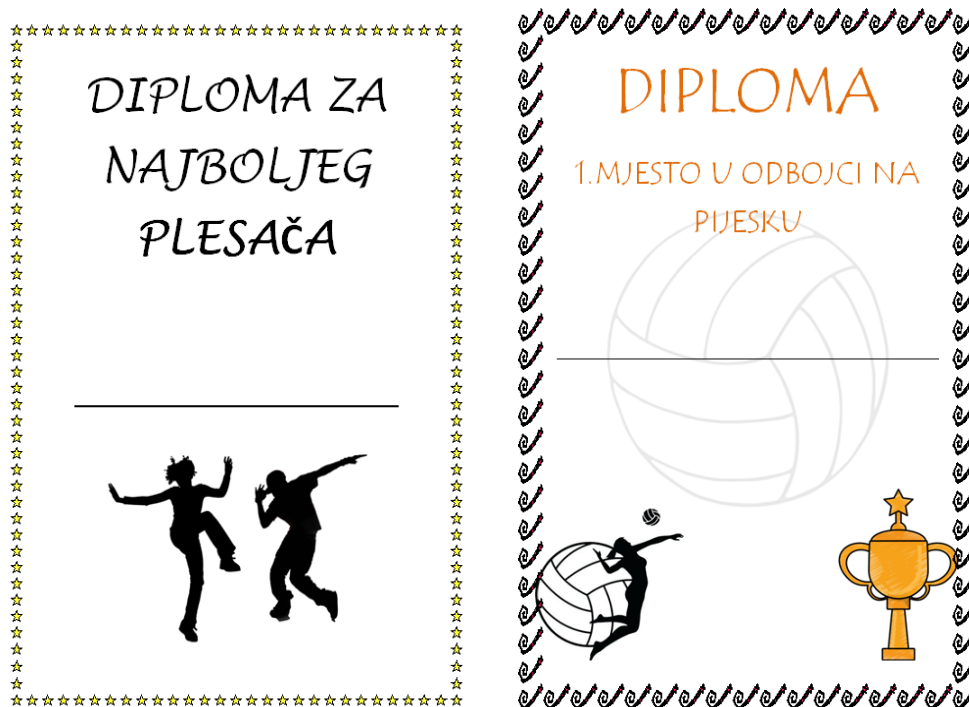 DIPLOMA ZA
NAJBOLJEG
PLESAČA
DIPLOMA
1.MJESTO U ODBOJCI NA
PIJESKU